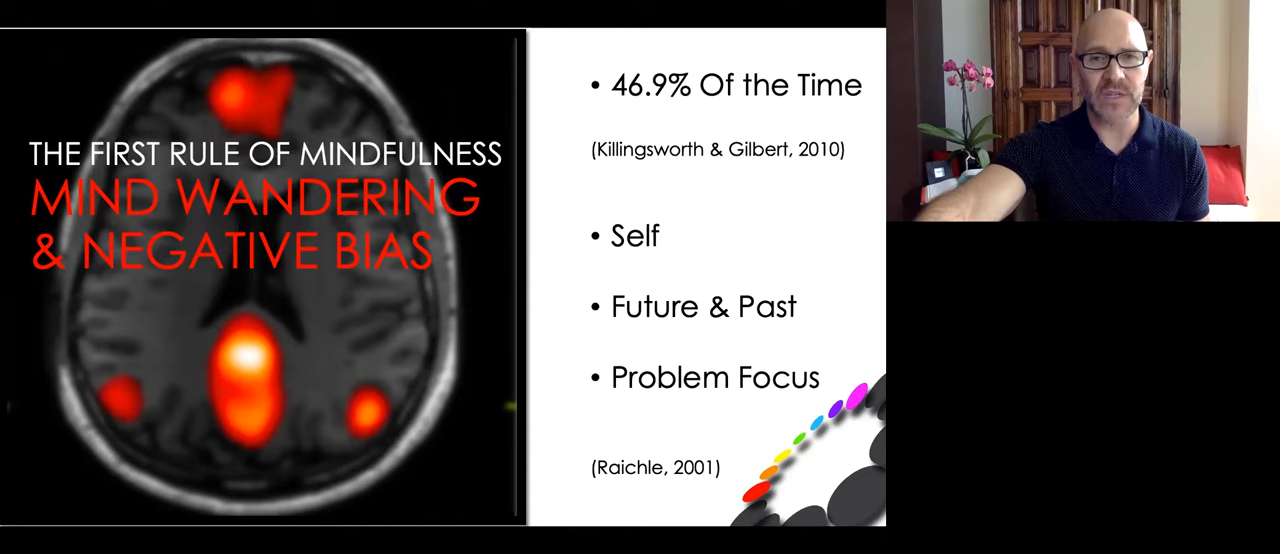 THE FIRST RULE OF MINDFULNESS
MIND WANDERING
& NEGATIVE BIAS
• 46.9% Of the Time
(Killingsworth & Gilbert, 2010)
• Self
• Future & Past
• Problem Focus
(Raichle, 2001)